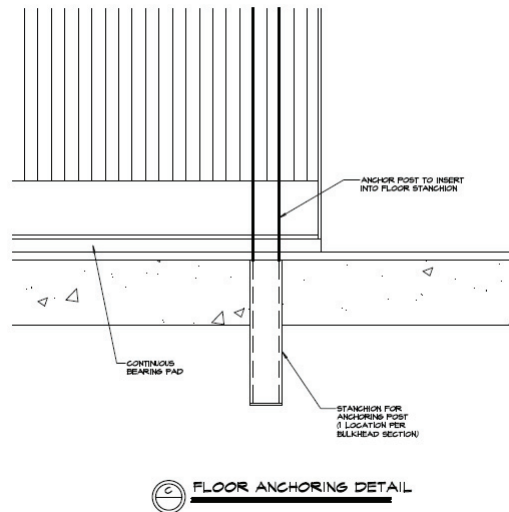 ANCHOR POST TO INSERT
INTO FLOOR STANCHION
CONTINUOUS
BEARING PAD
STANCHION FOR
ANCHORING POST
(1 LOCATION PER
BULKHEAD SECTION)
C
FLOOR ANCHORING DETAIL